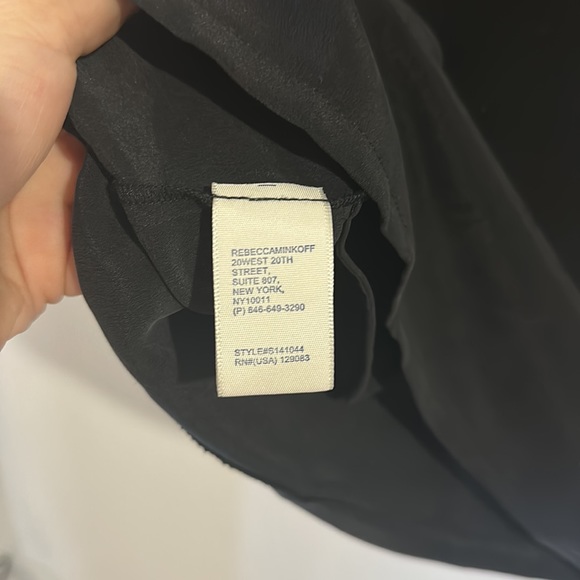 REBECCAMINKOFF
20WEST 20TH
STREET,
SUITE 807,
NEW YORK,
NY10011
(P) 646-649-3290
STYLE#S141044
RN#(USA) 129083